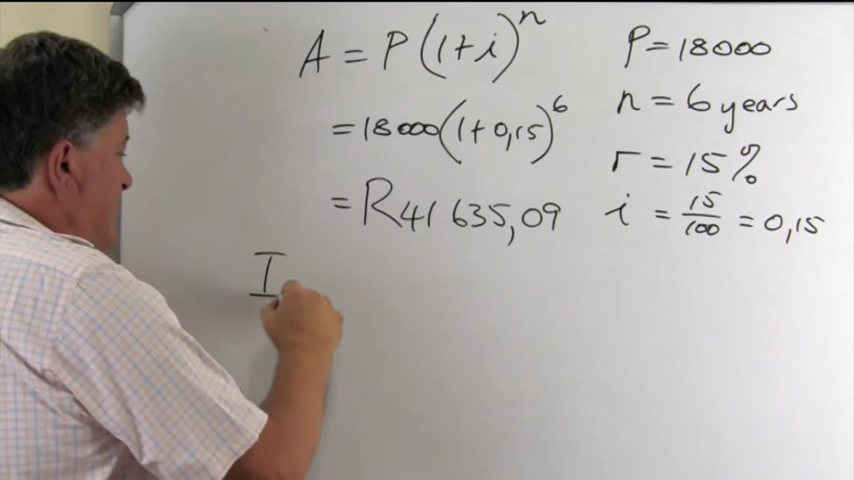 A = P(1+i)^n
= 18000(1+0,15)^6
= R41 635,09
I
P = 18000
n = 6 years
r = 15%
i = 15/100 = 0,15